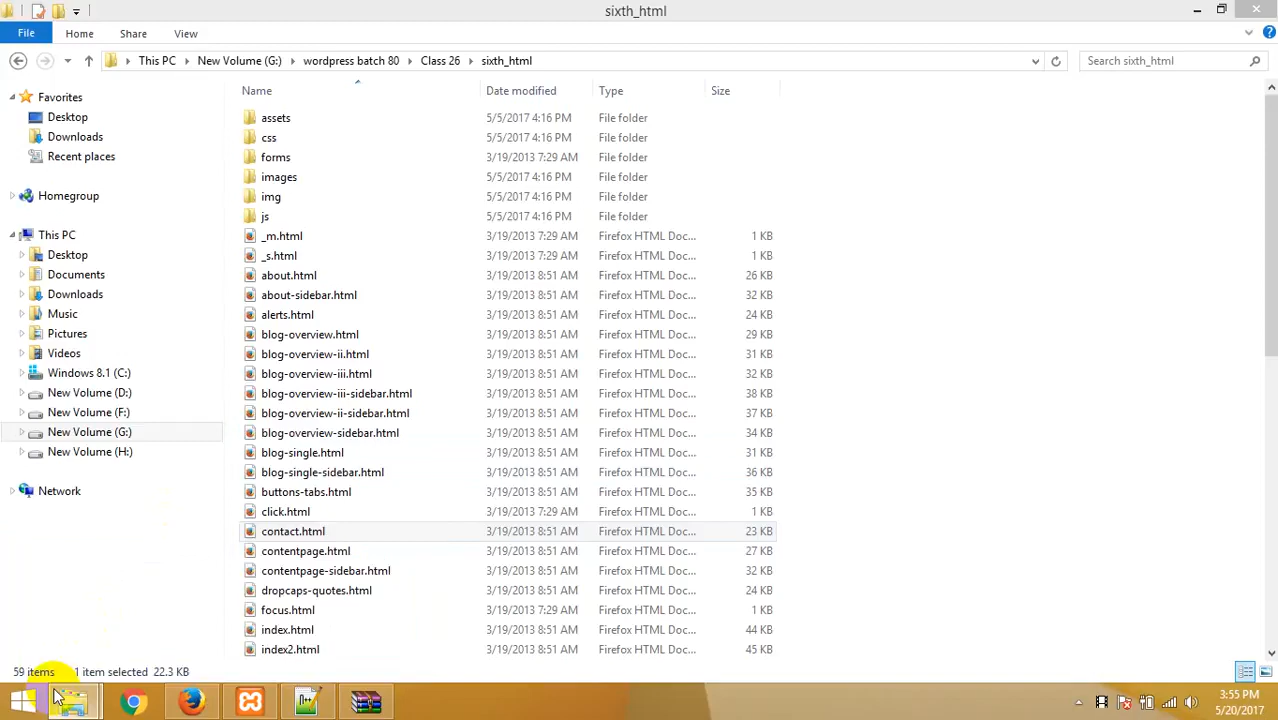 sixth_html
File Home Share View
This PC New Volume (G:) wordpress batch 80 Class 26 sixth_html Search sixth_html
Name Date modified Type Size
Favorites
Desktop
Downloads
Recent places
Homegroup
This PC
Desktop
Documents
Downloads
Music
Pictures
Videos
Windows 8.1 (C:)
New Volume (D:)
New Volume (F:)
New Volume (G:)
New Volume (H:)
Network
assets 5/5/2017 4:16 PM File folder
css 5/5/2017 4:16 PM File folder
forms 3/19/2013 7:29 AM File folder
images 5/5/2017 4:16 PM File folder
img 5/5/2017 4:16 PM File folder
js 5/5/2017 4:16 PM File folder
_m.html 3/19/2013 7:29 AM Firefox HTML Doc... 1 KB
_s.html 3/19/2013 7:29 AM Firefox HTML Doc... 1 KB
about.html 3/19/2013 8:51 AM Firefox HTML Doc... 26 KB
about-sidebar.html 3/19/2013 8:51 AM Firefox HTML Doc... 32 KB
alerts.html 3/19/2013 8:51 AM Firefox HTML Doc... 24 KB
blog-overview.html 3/19/2013 8:51 AM Firefox HTML Doc... 29 KB
blog-overview-ii.html 3/19/2013 8:51 AM Firefox HTML Doc... 31 KB
blog-overview-iii.html 3/19/2013 8:51 AM Firefox HTML Doc... 32 KB
blog-overview-iii-sidebar.html 3/19/2013 8:51 AM Firefox HTML Doc... 38 KB
blog-overview-ii-sidebar.html 3/19/2013 8:51 AM Firefox HTML Doc... 37 KB
blog-overview-sidebar.html 3/19/2013 8:51 AM Firefox HTML Doc... 34 KB
blog-single.html 3/19/2013 8:51 AM Firefox HTML Doc... 31 KB
blog-single-sidebar.html 3/19/2013 8:51 AM Firefox HTML Doc... 36 KB
buttons-tabs.html 3/19/2013 8:51 AM Firefox HTML Doc... 35 KB
click.html 3/19/2013 7:29 AM Firefox HTML Doc... 1 KB
contact.html 3/19/2013 8:51 AM Firefox HTML Doc... 23 KB
contentpage.html 3/19/2013 8:51 AM Firefox HTML Doc... 27 KB
contentpage-sidebar.html 3/19/2013 8:51 AM Firefox HTML Doc... 32 KB
dropcaps-quotes.html 3/19/2013 8:51 AM Firefox HTML Doc... 24 KB
focus.html 3/19/2013 7:29 AM Firefox HTML Doc... 1 KB
index.html 3/19/2013 8:51 AM Firefox HTML Doc... 44 KB
index2.html 3/19/2013 8:51 AM Firefox HTML Doc... 45 KB
59 items 1 item selected 22.3 KB
3:55 PM
5/20/2017